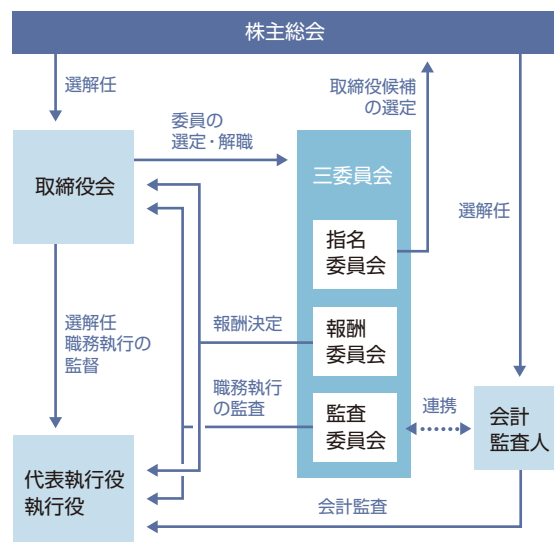 株主総会
選解任
取締役候補
の選定
委員の
選定・解職
取締役会
三委員会
選解任
指名
委員会
選解任
職務執行の
監督
報酬決定
報酬
委員会
職務執行
の監査
監査
委員会
連携
会計
監査人
代表執行役
執行役
会計監査